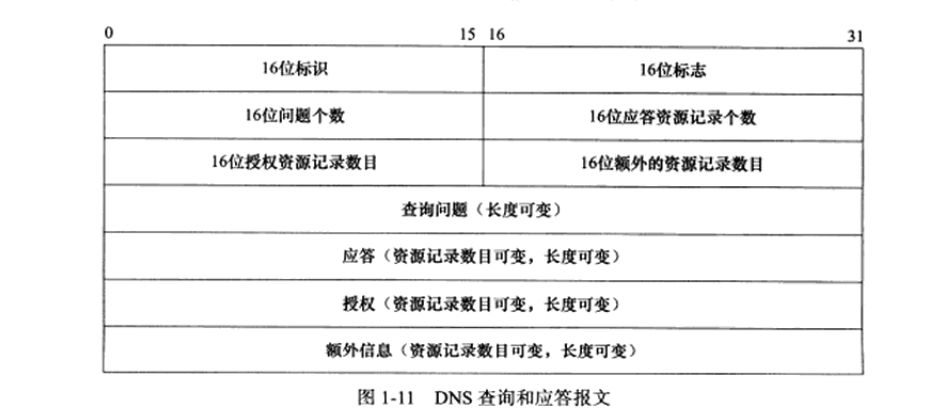 0 15 16 31
16位标识 16位标志
16位问题个数 16位应答资源记录个数
16位授权资源记录数目 16位额外的资源记录数目
查询问题（长度可变）
应答（资源记录数目可变，长度可变）
授权（资源记录数目可变，长度可变）
额外信息（资源记录数目可变，长度可变）
图 1-11 DNS 查询和应答报文